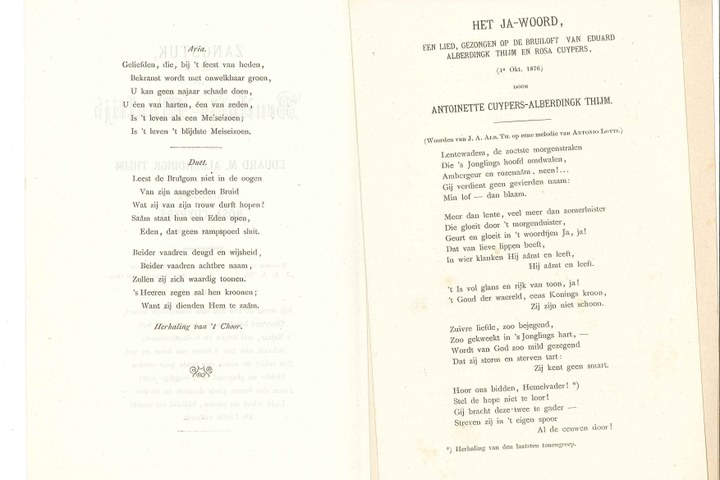 Aria.
Geliefden, die, bij 't feest van heden,
Bekranst wordt met onwelkbaar groen,
U kan geen najaar schade doen,
U één van harten, één van zeden,
Is 't leven als een Meiseizoen;
Is 't leven 't blijdste Meiseizoen.
Duët.
Leest de Bruîgom niet in de oogen
Van zijn aangebeden Bruid
Wat zij van zijn trouw durft hopen?
Saâm staat hun een Eden open,
Eden, dat geen rampspoed sluit.
Beider vaadren deugd en wijsheid,
Beider vaadren achtbre naam,
Zullen zij zich waardig toonen.
's Heeren zegen zal hen kroonen;
Want zij dienden Hem te zaâm.
Herhaling van 't Choor.
HET JA-WOORD,
EEN LIED, GEZONGEN OP DE BRUILOFT VAN EDUARD
ALBERDINGK THIJM EN ROSA CUYPERS,
(1e Okt. 1876)
DOOR
ANTOINETTE CUYPERS-ALBERDINGK THIJM.
(Woorden van J. A. Alb. Th. op eene melodie van Antonio Lotti.)
Lentewadem, de zoetste morgenstralen
Die 's Jonglings hoofd omdwalen,
Ambergeur en rozenaâm, neen!...
Gij verdient geen gevierden naam:
Min lof — dan blaam.
Meer dan lente, veel meer dan zomerluister
Die gloeit door 't morgenduister,
Geurt en gloeit in 't woordtjen Ja, ja!
Dat van lieve lippen beeft,
In wier klanken Hij aâmt en leeft,
Hij aâmt en leeft.
't Is vol glans en rijk van toon, ja!
't Goud der waereld, eens Konings kroon,
Zij zijn niet schoon.
Zuivre liefde, zoo bejegend,
Zoo gekweekt in 's Jonglings hart, —
Wordt van God zoo mild gezegend
Dat zij storm en sterven tart:
Zij kent geen smart.
Hoor ons bidden, Hemelvader! *)
Stel de hope niet te loor!
Gij bracht deze twee te gader —
Streven zij in 't eigen spoor
Al de eeuwen door!
*) Herhaling van den laatsten tonengroep.